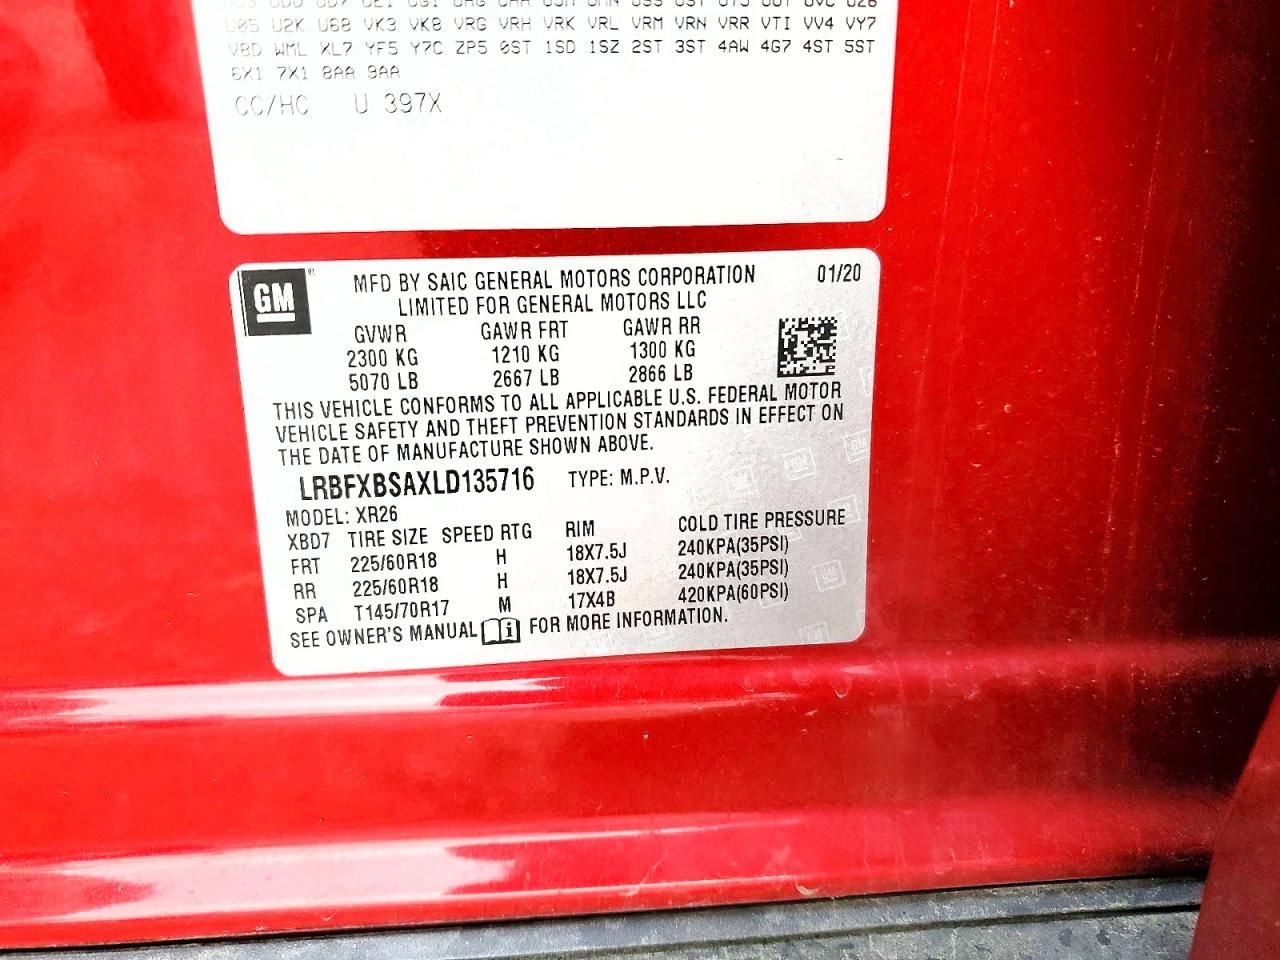 U05 U2K U68 VK3 VK8 VRG VRH VRK VRL VRM VRN VRR VTI VV4 VY7
V8D WML XL7 YF5 Y7C ZP5 0ST 1SD 1SZ 2ST 3ST 4AW 4G7 4ST 5ST
6X1 7X1 8AA 9AA
CC/HC U 397X
GM ®
MFD BY SAIC GENERAL MOTORS CORPORATION 01/20
LIMITED FOR GENERAL MOTORS LLC
GVWR GAWR FRT GAWR RR
2300 KG 1210 KG 1300 KG
5070 LB 2667 LB 2866 LB
THIS VEHICLE CONFORMS TO ALL APPLICABLE U.S. FEDERAL MOTOR
VEHICLE SAFETY AND THEFT PREVENTION STANDARDS IN EFFECT ON
THE DATE OF MANUFACTURE SHOWN ABOVE.
LRBFXBSAXLD135716 TYPE: M.P.V.
MODEL: XR26
XBD7 TIRE SIZE SPEED RTG RIM COLD TIRE PRESSURE
FRT 225/60R18 H 18X7.5J 240KPA(35PSI)
RR 225/60R18 H 18X7.5J 240KPA(35PSI)
SPA T145/70R17 M 17X4B 420KPA(60PSI)
SEE OWNER'S MANUAL i FOR MORE INFORMATION.